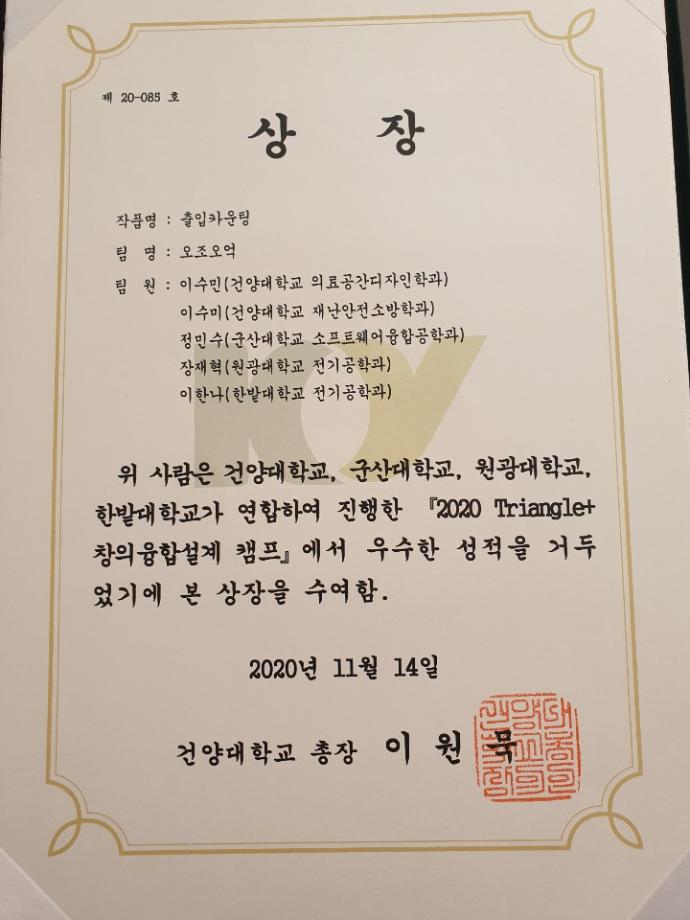 제 20-085 호
상 장
작품명 : 출입카운팅
팀 명 : 오조오억
팀 원 : 이수민(건양대학교 의료공간디자인학과)
이수미(건양대학교 재난안전소방학과)
정민수(군산대학교 소프트웨어융합공학과)
장재혁(원광대학교 전기공학과)
이한나(한밭대학교 전기공학과)
위 사람은 건양대학교, 군산대학교, 원광대학교,
한밭대학교가 연합하여 진행한 『2020 Triangle+
창의융합설계 캠프』에서 우수한 성적을 거두
었기에 본 상장을 수여함.
2020년 11월 14일
건양대학교 총장 이 원 묵